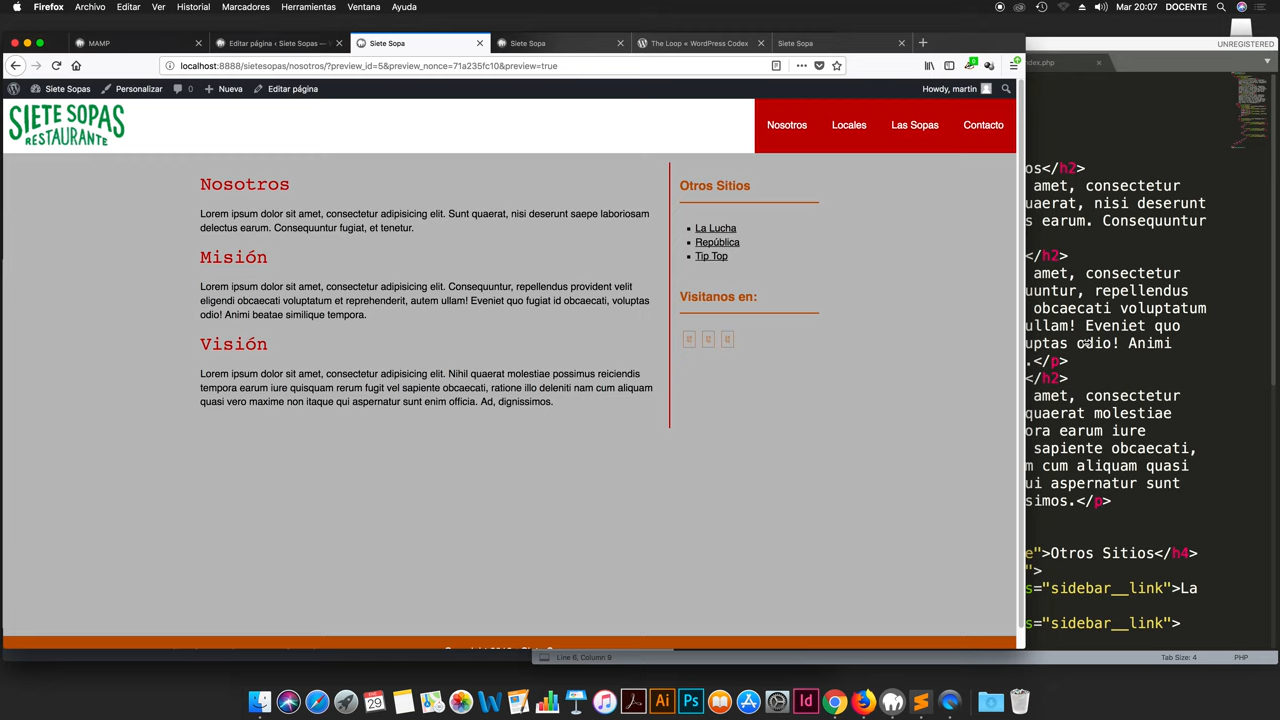 Firefox Archivo Editar Ver Historial Marcadores Herramientas Ventana Ayuda Mar 20:07 DOCENTE
MAMP Editar página ‹ Siete Sopas — Siete Sopa Siete Sopa The Loop « WordPress Codex Siete Sopa
UNREGISTERED
localhost:8888/sietesopas/nosotros/?preview_id=5&preview_nonce=71a235fc10&preview=true
index.php
Siete Sopas Personalizar 0 Nueva Editar página Howdy, martin
SIETE SOPAS
RESTAURANTE
Nosotros Locales Las Sopas Contacto
Nosotros
Lorem ipsum dolor sit amet, consectetur adipisicing elit. Sunt quaerat, nisi deserunt saepe laboriosam
delectus earum. Consequuntur fugiat, et tenetur.
Misión
Lorem ipsum dolor sit amet, consectetur adipisicing elit. Consequuntur, repellendus provident velit
eligendi obcaecati voluptatum et reprehenderit, autem ullam! Eveniet quo fugiat id obcaecati, voluptas
odio! Animi beatae similique tempora.
Visión
Lorem ipsum dolor sit amet, consectetur adipisicing elit. Nihil quaerat molestiae possimus reiciendis
tempora earum iure quisquam rerum fugit vel sapiente obcaecati, ratione illo deleniti nam cum aliquam
quasi vero maxime non itaque qui aspernatur sunt enim officia. Ad, dignissimos.
Otros Sitios
La Lucha
República
Tip Top
Visitanos en:
os</h2>
amet, consectetur
quaerat, nisi deserunt
s earum. Consequuntur
</h2>
amet, consectetur
uuntur, repellendus
obcaecati voluptatum
ullam! Eveniet quo
uptas odio! Animi
.</p>
</h2>
amet, consectetur
quaerat molestiae
ora earum iure
sapiente obcaecati,
m cum aliquam quasi
ui aspernatur sunt
simos.</p>
e">Otros Sitios</h4>
">
s="sidebar__link">La
s="sidebar__link">
Line 6, Column 9 Tab Size: 4 PHP
29